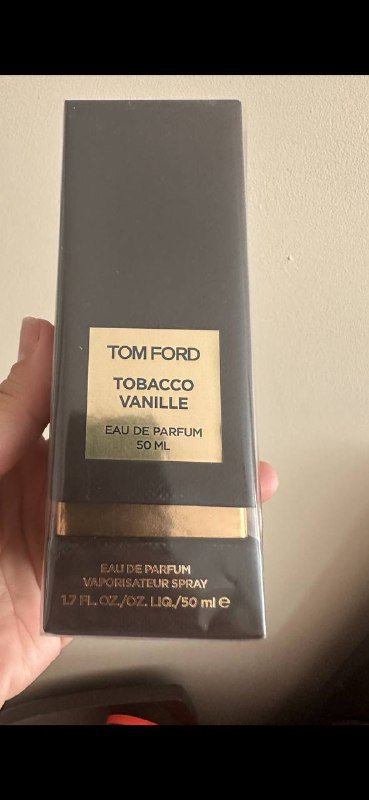 TOM FORD
TOBACCO
VANILLE
EAU DE PARFUM
50 ML
EAU DE PARFUM
VAPORISATEUR SPRAY
1.7 FL. OZ./OZ. LIQ./50 ml ℮